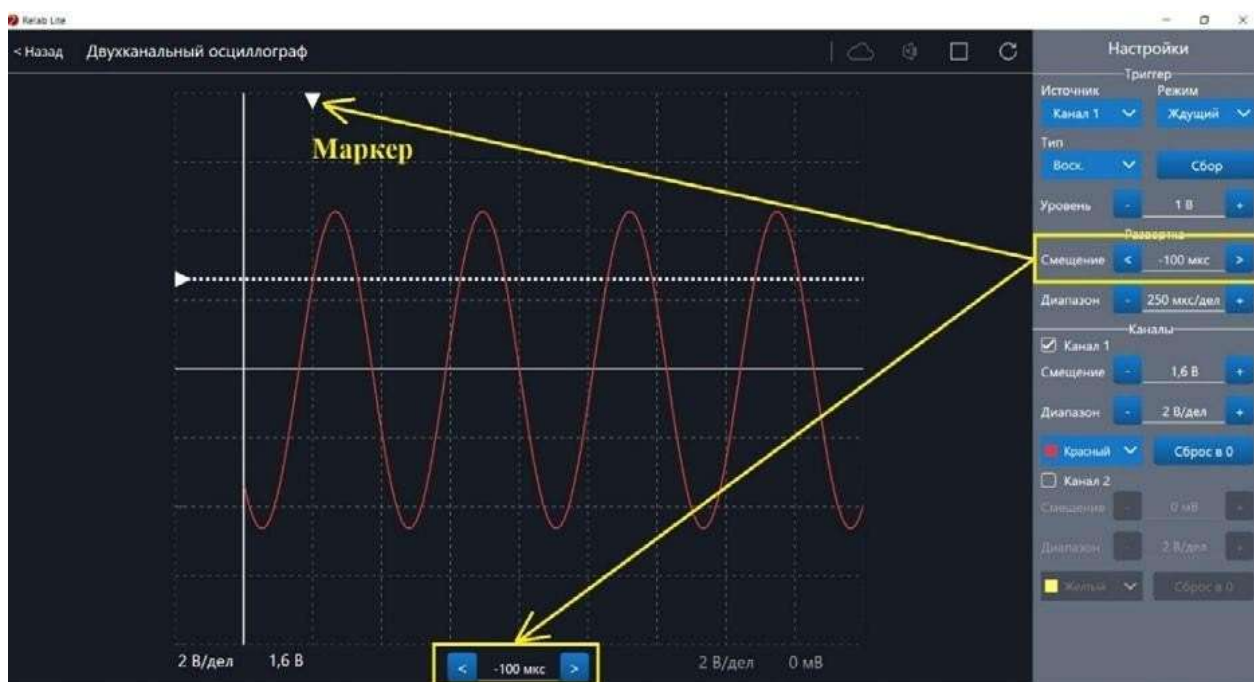 Relab Lite
< Назад Двухканальный осциллограф
Настройки
Триггер
Источник Режим
Канал 1 Ждущий
Тип
Восх. Сбор
Уровень - 1 В +
Развертка
Смещение < -100 мкс >
Диапазон - 250 мкс/дел +
Каналы
Канал 1
Смещение - 1,6 В +
Диапазон - 2 В/дел +
Красный Сброс в 0
Канал 2
Смещение - 0 мВ +
Диапазон - 2 В/дел +
Желтый Сброс в 0
Маркер
2 В/дел 1,6 В < -100 мкс > 2 В/дел 0 мВ